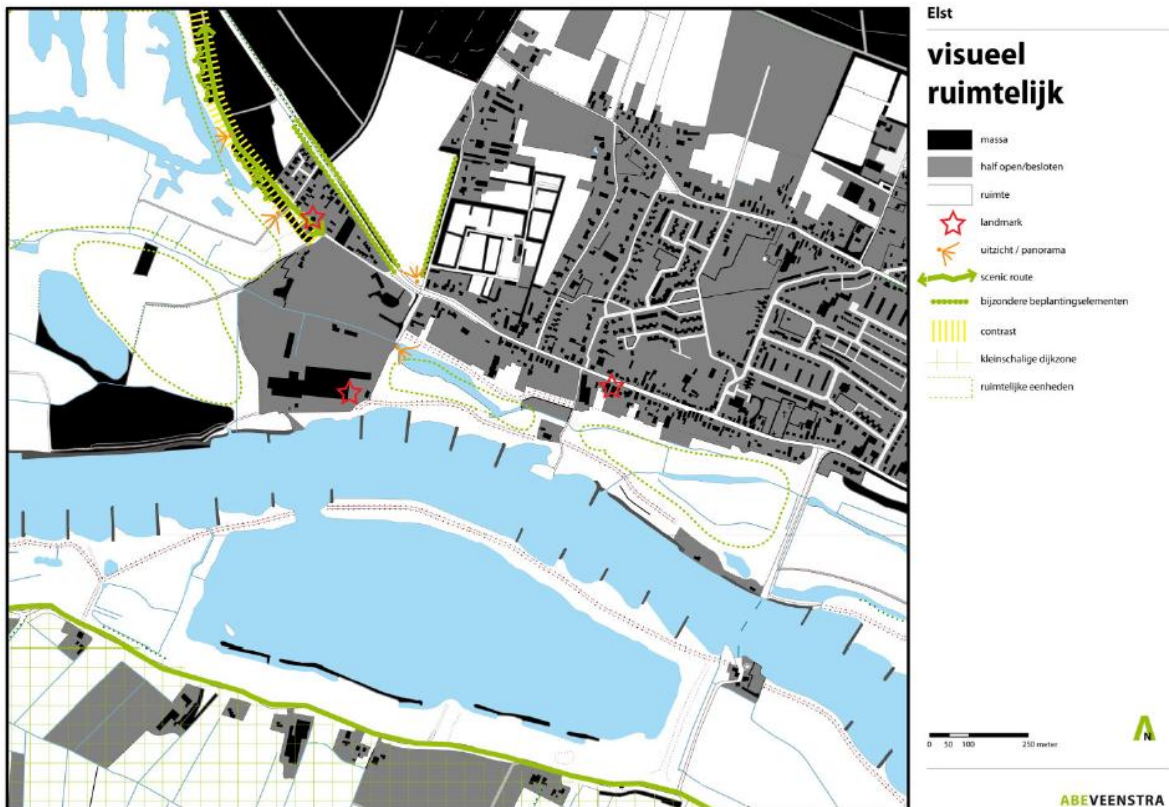 Elst
visueel
ruimtelijk
massa
half open/besloten
ruimte
landmark
uitzicht / panorama
scenic route
bijzondere beplantingselementen
contrast
kleinschalige dijkzone
ruimtelijke eenheden
N
0 50 100 250 meter
ABEVEENSTRA